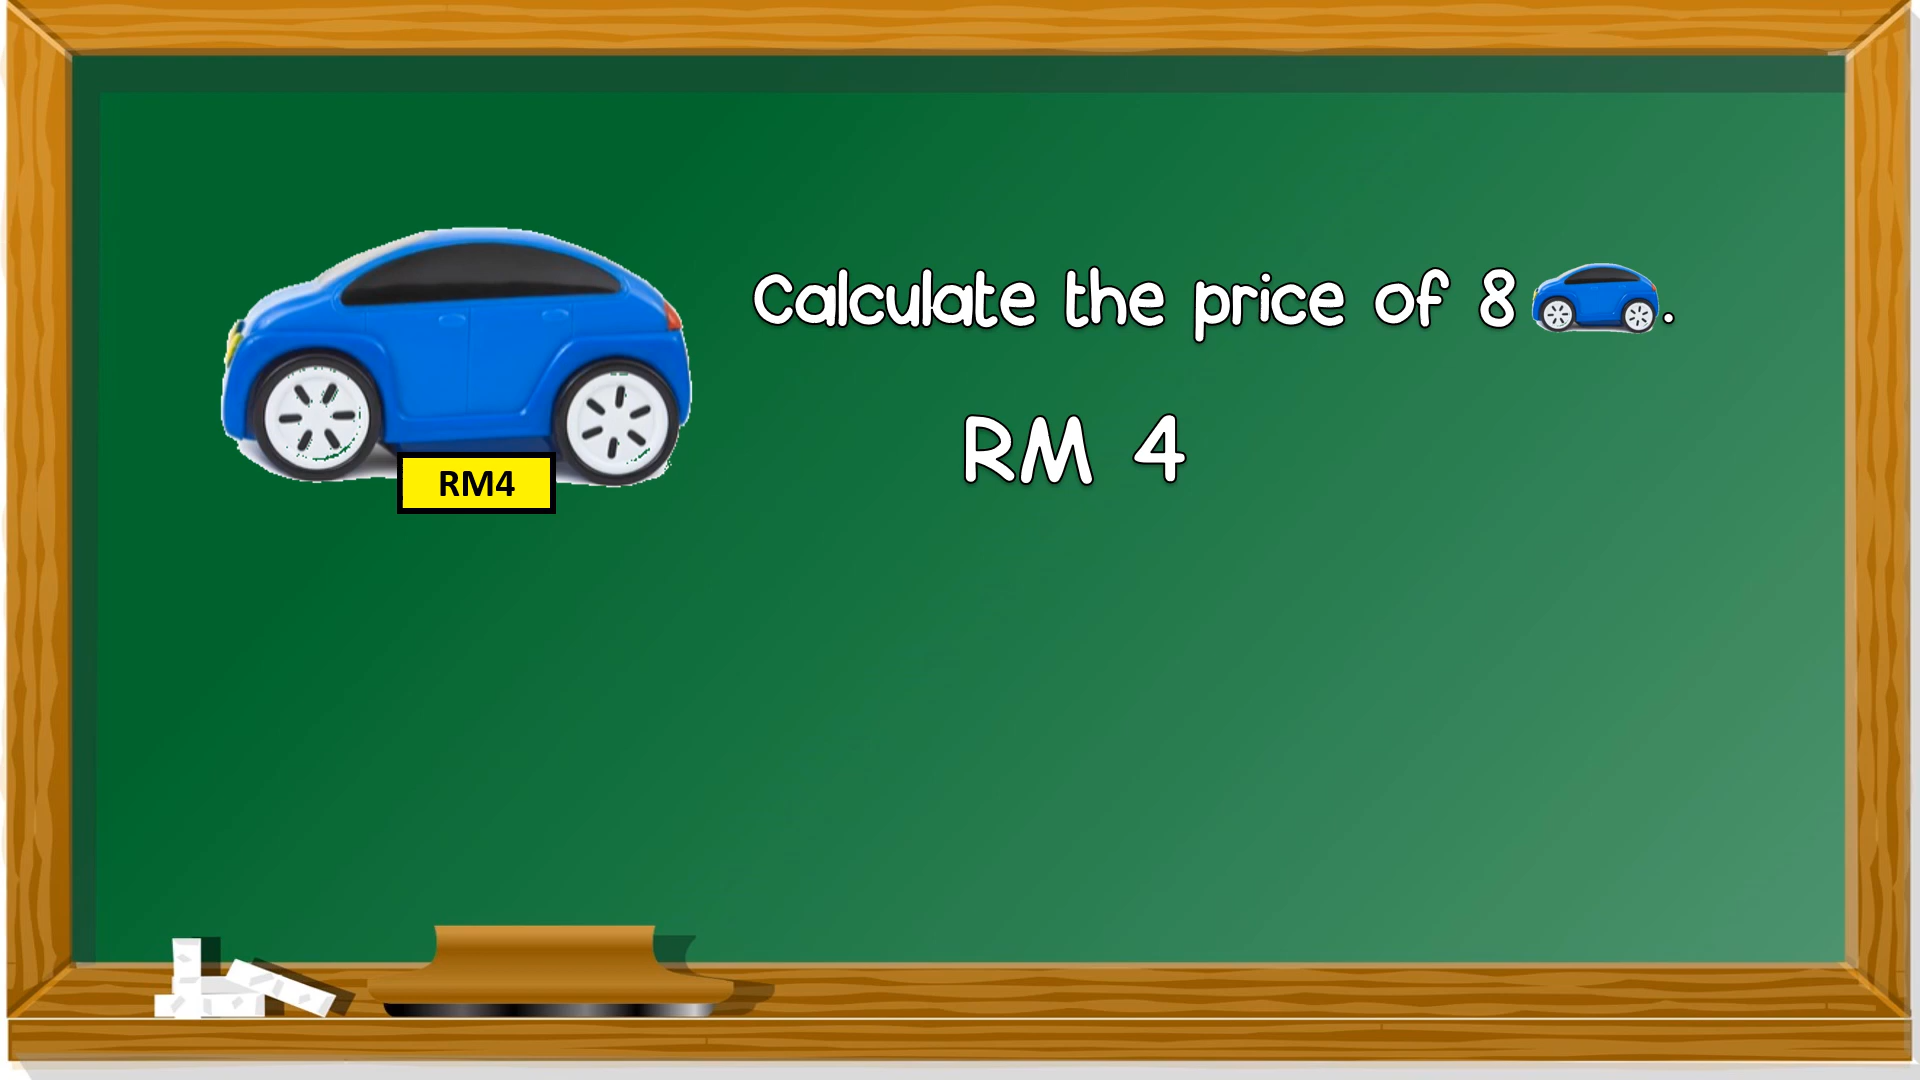 Calculate the price of 8 .
RM 4
RM4